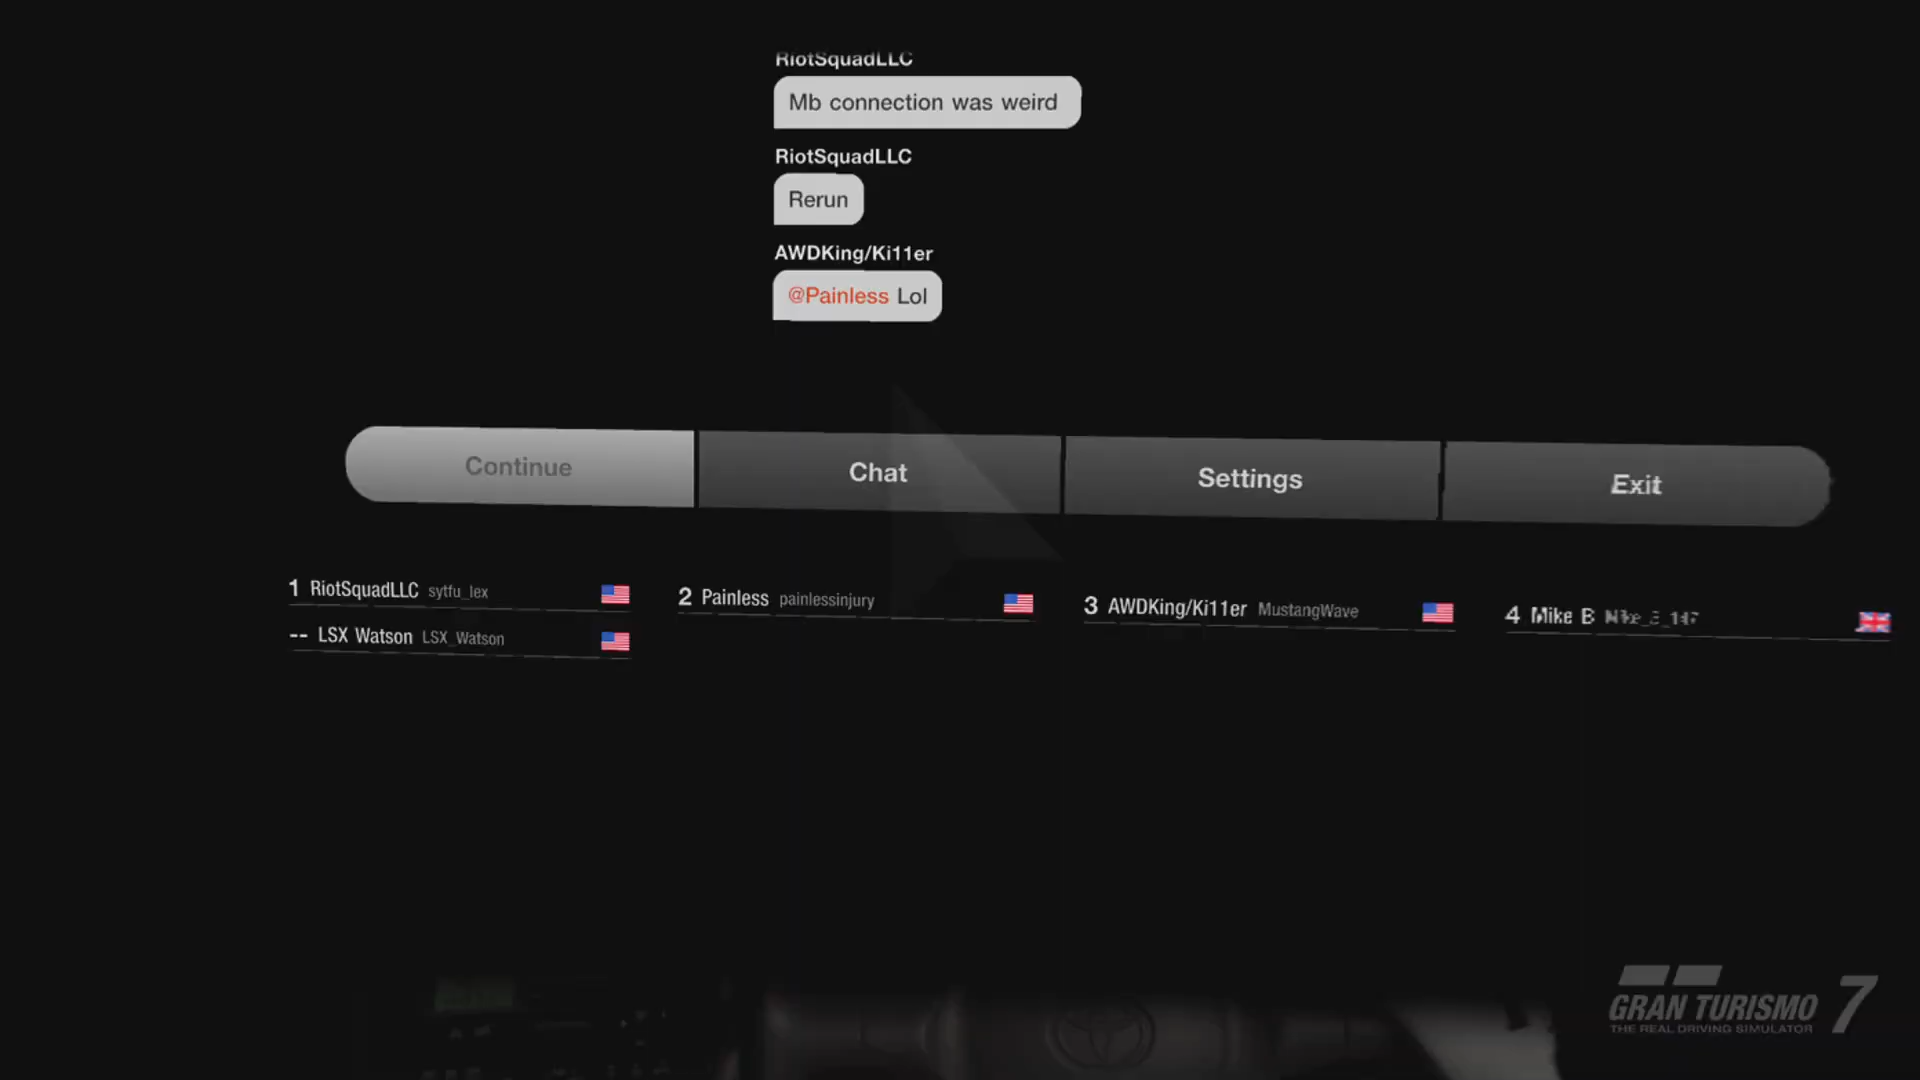 RiotSquadLLC
Mb connection was weird
RiotSquadLLC
Rerun
AWDKing/Ki11er
@Painless Lol
Continue Chat Settings Exit
1 RiotSquadLLC sytfu_lex
2 Painless painlessinjury
3 AWDKing/Ki11er MustangWave
4 Mike B
-- LSX Watson LSX_Watson
GRAN TURISMO 7
THE REAL DRIVING SIMULATOR